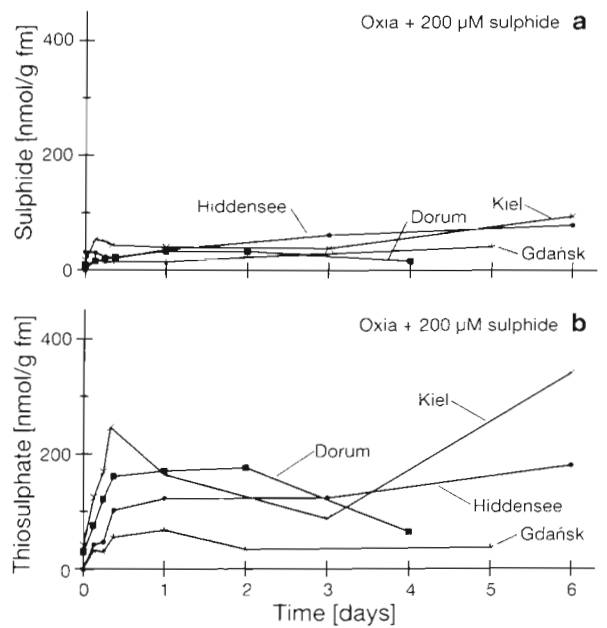 Oxia + 200 µM sulphide a
Sulphide [nmol/g fm]
400
200
0
Hiddensee
Kiel
Dorum
Gdańsk
Oxia + 200 µM sulphide b
Thiosulphate [nmol/g fm]
400
200
0
Kiel
Dorum
Hiddensee
Gdańsk
0 1 2 3 4 5 6
Time [days]